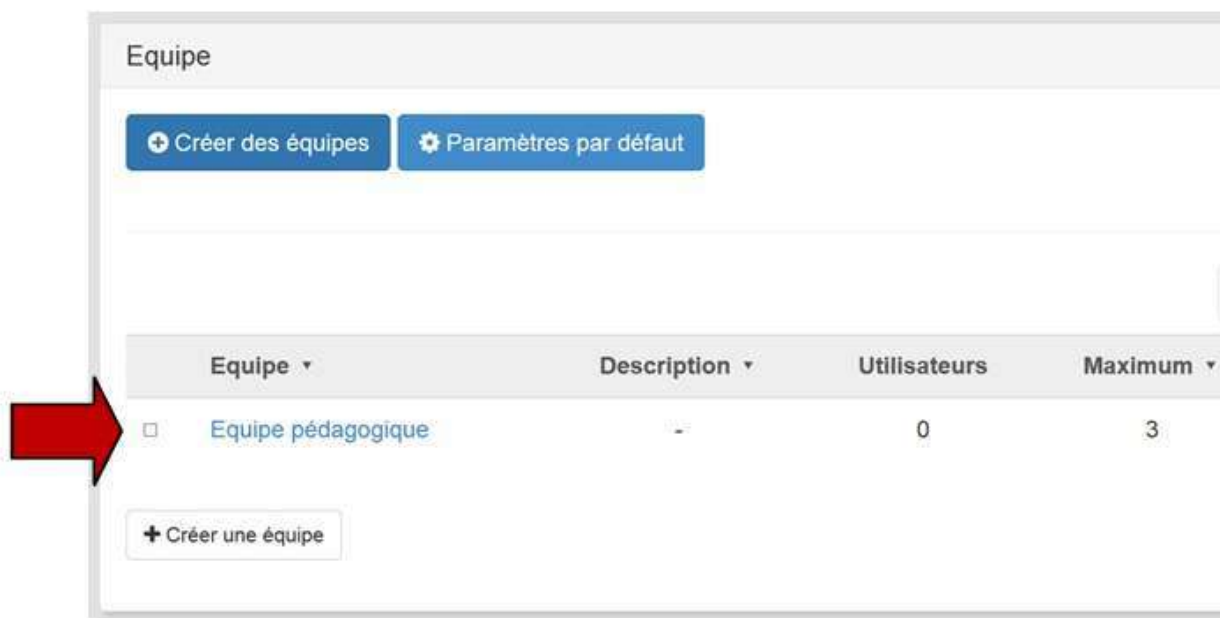 Equipe
Créer des équipes Paramètres par défaut
Equipe Description Utilisateurs Maximum
Equipe pédagogique - 0 3
+ Créer une équipe